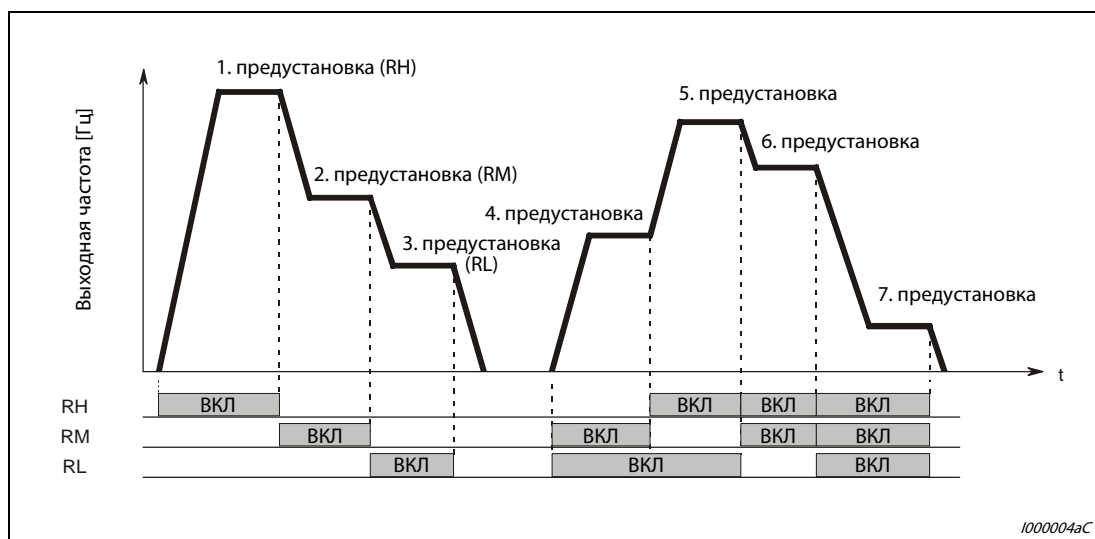 1. предустановка (RH)
5. предустановка
6. предустановка
2. предустановка (RM)
4. предустановка
3. предустановка
(RL)
7. предустановка
Выходная частота [Гц]
t
RH ВКЛ ВКЛ ВКЛ ВКЛ
RM ВКЛ ВКЛ ВКЛ ВКЛ
RL ВКЛ ВКЛ ВКЛ
I000004aC